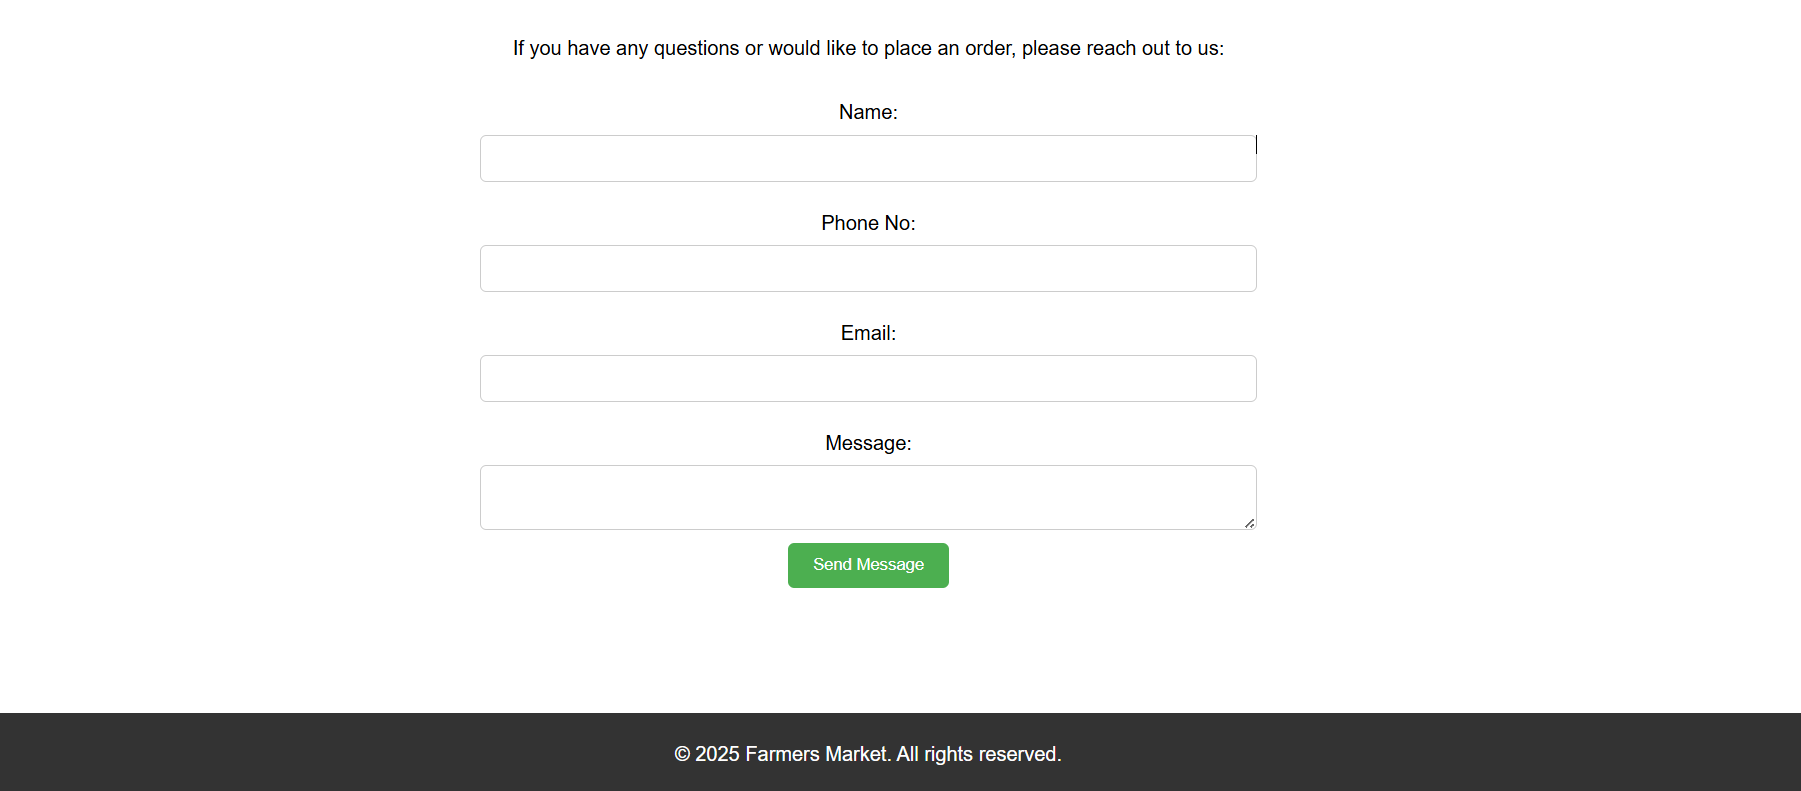 If you have any questions or would like to place an order, please reach out to us:
Name:
Phone No:
Email:
Message:
Send Message
© 2025 Farmers Market. All rights reserved.